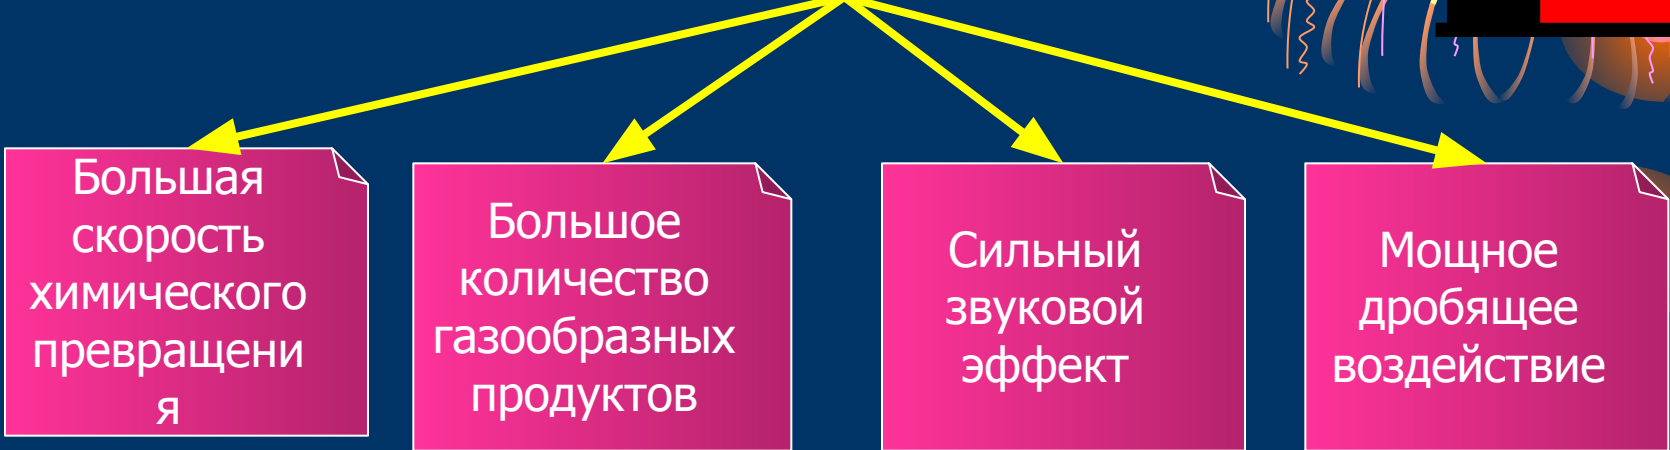 Большая
скорость
химического
превращени
я
Большое
количество
газообразных
продуктов
Сильный
звуковой
эффект
Мощное
дробящее
воздействие